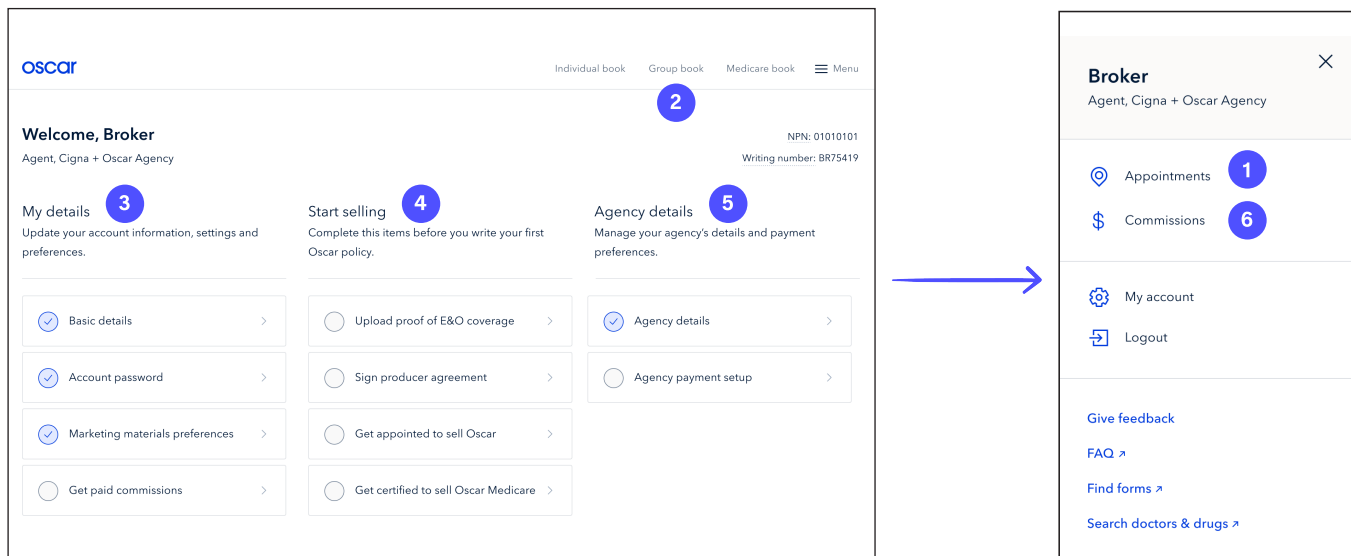 oscar
Individual book
Group book
Medicare book
Menu
2
Welcome, Broker
Agent, Cigna + Oscar Agency
NPN: 01010101
Writing number: BR75419
My details
3
Update your account information, settings and
preferences.
Basic details
Account password
Marketing materials preferences
Get paid commissions
Start selling
4
Complete this items before you write your first
Oscar policy.
Upload proof of E&O coverage
Sign producer agreement
Get appointed to sell Oscar
Get certified to sell Oscar Medicare
Agency details
5
Manage your agency's details and payment
preferences.
Agency details
Agency payment setup
Broker
Agent, Cigna + Oscar Agency
Appointments
1
Commissions
6
My account
Logout
Give feedback
FAQ ↗
Find forms ↗
Search doctors & drugs ↗